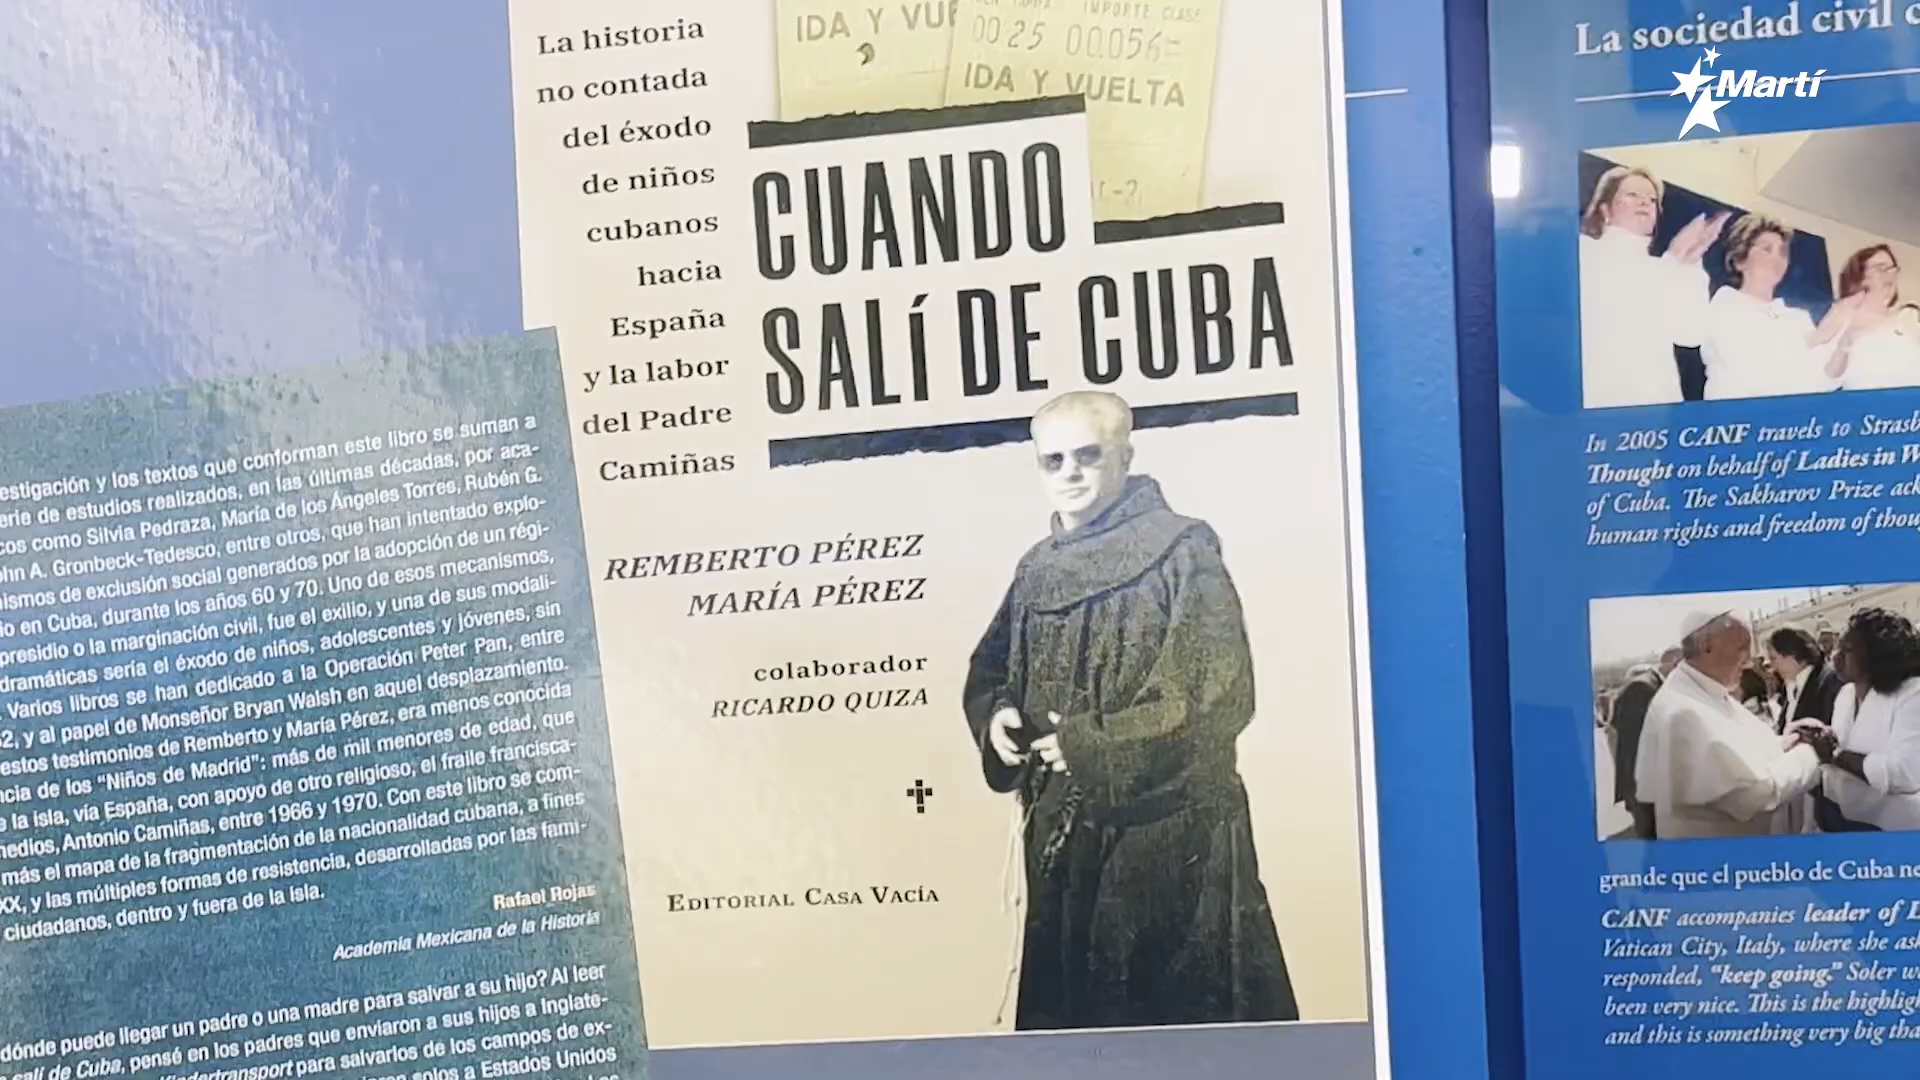 La historia
no contada
del éxodo
de niños
cubanos
hacia
España
y la labor
del Padre
Camiñas
IDA Y
IMPORTE CLASE
0025 00056=
IDA Y VUELTA
CUANDO
SALÍ DE CUBA
REMBERTO PÉREZ
MARÍA PÉREZ
colaborador
RICARDO QUIZA
EDITORIAL CASA VACÍA
estigación y los textos que conforman este libro se suman a
erie de estudios realizados, en las últimas décadas, por aca-
cos como Silvia Pedraza, María de los Ángeles Torres, Rubén G.
ohn A. Gronbeck-Tedesco, entre otros, que han intentado explo-
nismos de exclusión social generados por la adopción de un régi-
io en Cuba, durante los años 60 y 70. Uno de esos mecanismos,
presidio o la marginación civil, fue el exilio, y una de sus modali-
dramáticas sería el éxodo de niños, adolescentes y jóvenes, sin
. Varios libros se han dedicado a la Operación Peter Pan, entre
2, y al papel de Monseñor Bryan Walsh en aquel desplazamiento.
estos testimonios de Remberto y María Pérez, era menos conocida
ncia de los "Niños de Madrid": más de mil menores de edad, que
e la isla, vía España, con apoyo de otro religioso, el fraile francisca-
medios, Antonio Camiñas, entre 1966 y 1970. Con este libro se com-
más el mapa de la fragmentación de la nacionalidad cubana, a fines
XX, y las múltiples formas de resistencia, desarrolladas por las fami-
ciudadanos, dentro y fuera de la isla.
Rafael Rojas
Academia Mexicana de la Historia
dónde puede llegar un padre o una madre para salvar a su hijo? Al leer
salí de Cuba, pensé en los padres que enviaron a sus hijos a Inglate-
Kindertransport para salvarlos de los campos de ex-
solos a Estados Unidos
La sociedad civil c
Martí
In 2005 CANF travels to Strasb
Thought on behalf of Ladies in W
of Cuba. The Sakharov Prize ack
human rights and freedom of thou
grande que el pueblo de Cuba ne
CANF accompanies leader of L
Vatican City, Italy, where she ask
responded, "keep going." Soler w
been very nice. This is the highlig
and this is something very big tha